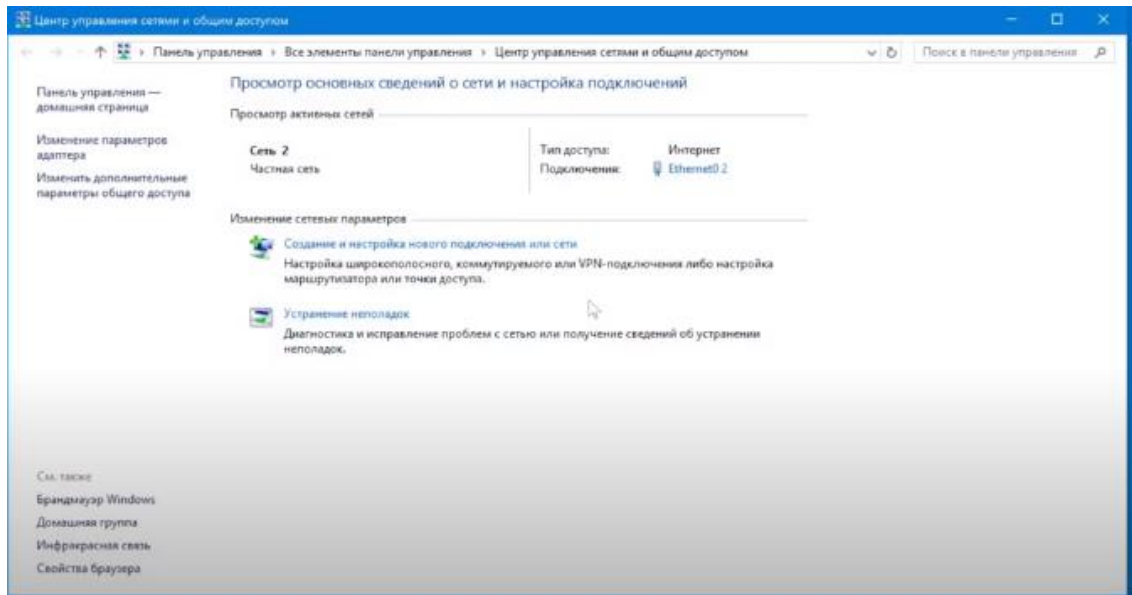 Центр управления сетями и общим доступом
Панель управления › Все элементы панели управления › Центр управления сетями и общим доступом
Поиск в панели управления
Панель управления —
домашняя страница
Изменение параметров
адаптера
Изменить дополнительные
параметры общего доступа
Просмотр основных сведений о сети и настройка подключений
Просмотр активных сетей
Сеть 2
Частная сеть
Тип доступа: Интернет
Подключения: Ethernet0 2
Изменение сетевых параметров
Создание и настройка нового подключения или сети
Настройка широкополосного, коммутируемого или VPN-подключения либо настройка
маршрутизатора или точки доступа.
Устранение неполадок
Диагностика и исправление проблем с сетью или получение сведений об устранении
неполадок.
См. также
Брандмауэр Windows
Домашняя группа
Инфракрасная связь
Свойства браузера